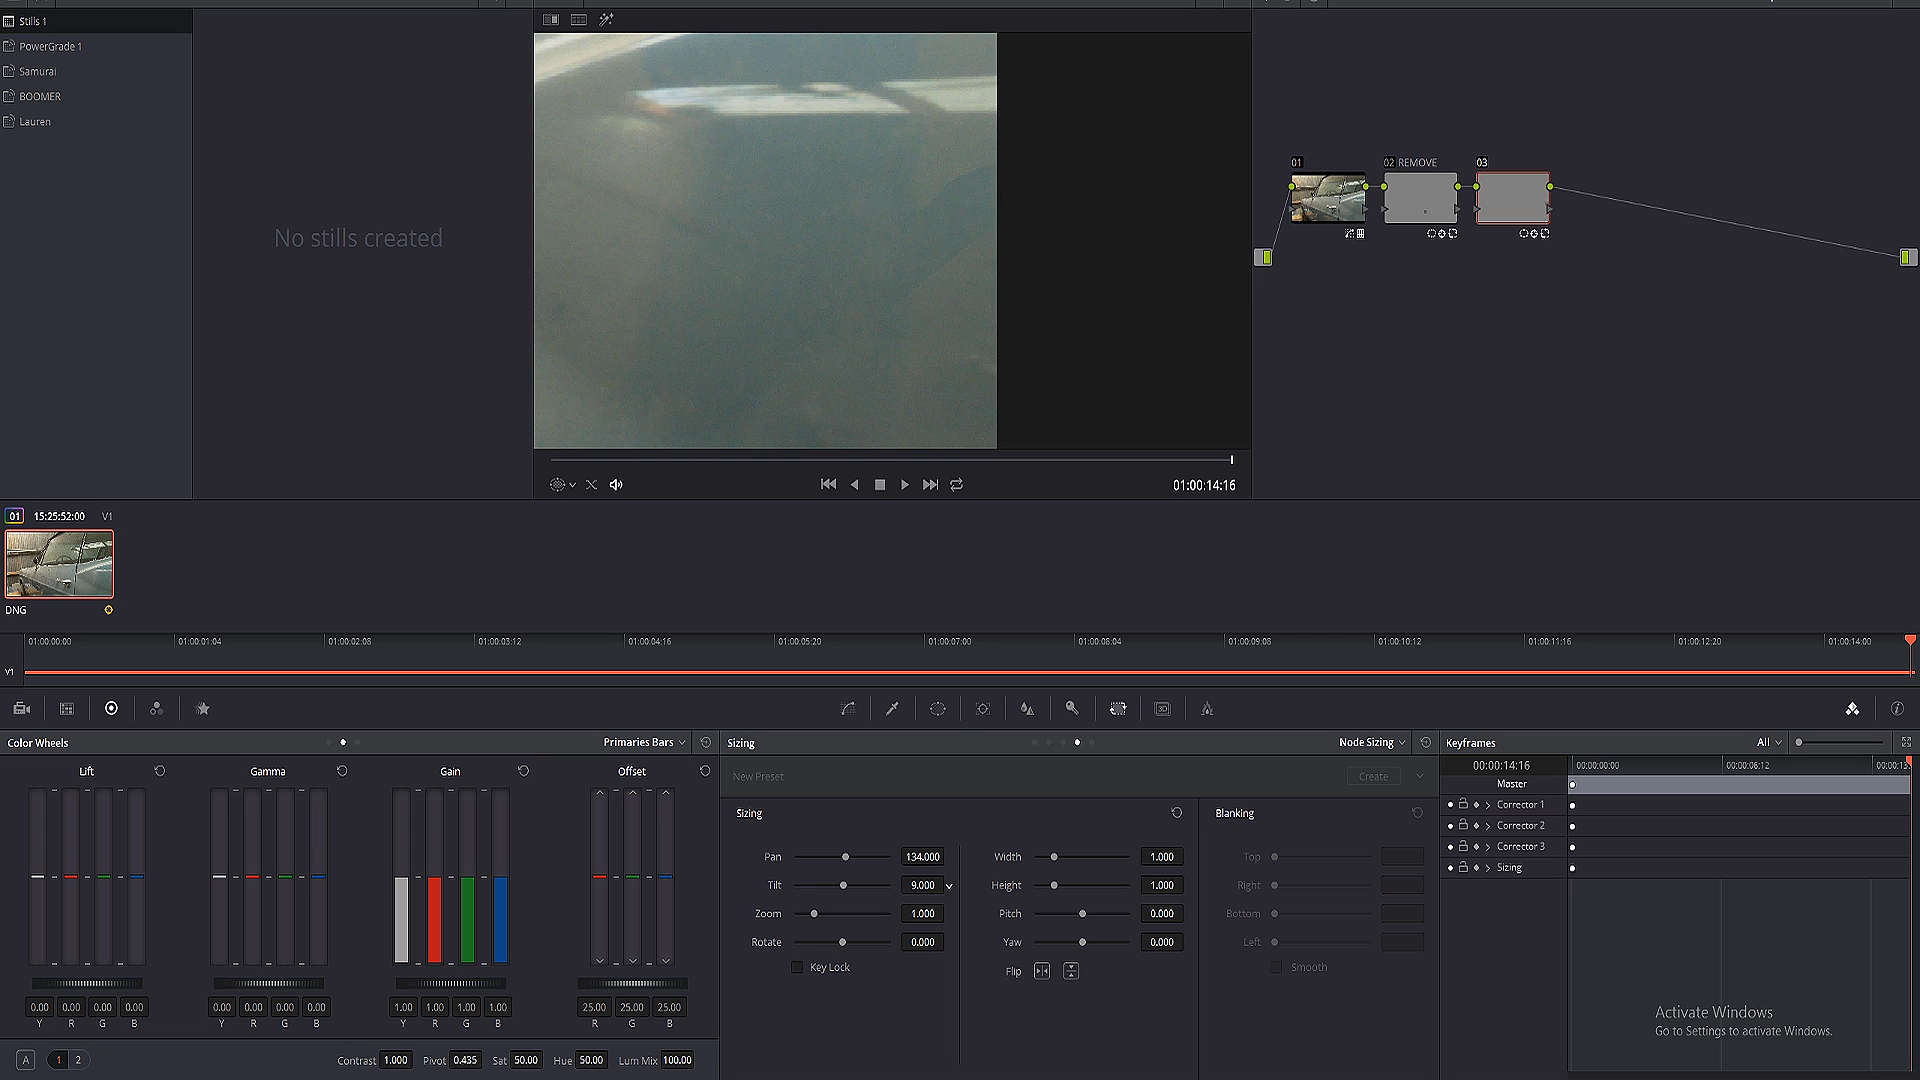 Stills 1
PowerGrade 1
Samurai
BOOMER
Lauren
No stills created
01
02 REMOVE
03
01:00:14:16
01 15:25:52:00 V1
DNG
01:00:00:00 01:00:01:04 01:00:02:08 01:00:03:12 01:00:04:16 01:00:05:20 01:00:07:00 01:00:08:04 01:00:09:08 01:00:10:12 01:00:11:16 01:00:12:20 01:00:14:00
V1
3D
Color Wheels Primaries Bars
Lift Gamma Gain Offset
0.00 0.00 0.00 0.00 0.00 0.00 0.00 0.00 1.00 1.00 1.00 1.00 25.00 25.00 25.00
Y R G B Y R G B Y R G B R G B
A 1 2 Contrast 1.000 Pivot 0.435 Sat 50.00 Hue 50.00 Lum Mix 100.00
Sizing Node Sizing
New Preset Create
Sizing
Pan 134.000 Width 1.000
Tilt 9.000 Height 1.000
Zoom 1.000 Pitch 0.000
Rotate 0.000 Yaw 0.000
Key Lock Flip
Blanking
Top
Right
Bottom
Left
Smooth
Keyframes All
00:00:14:16 00:00:00:00 00:00:06:12 00:00:13
Master
Corrector 1
Corrector 2
Corrector 3
Sizing
Activate Windows
Go to Settings to activate Windows.